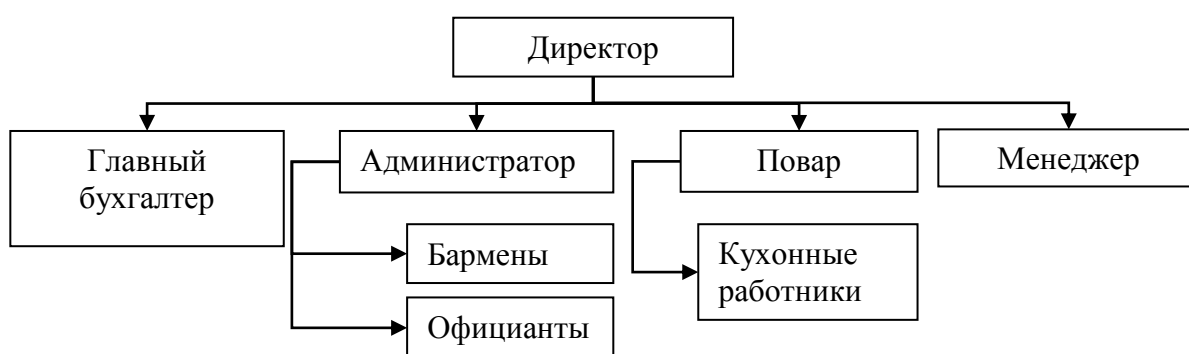 Директор
Главный
бухгалтер
Администратор
Повар
Менеджер
Бармены
Кухонные
работники
Официанты